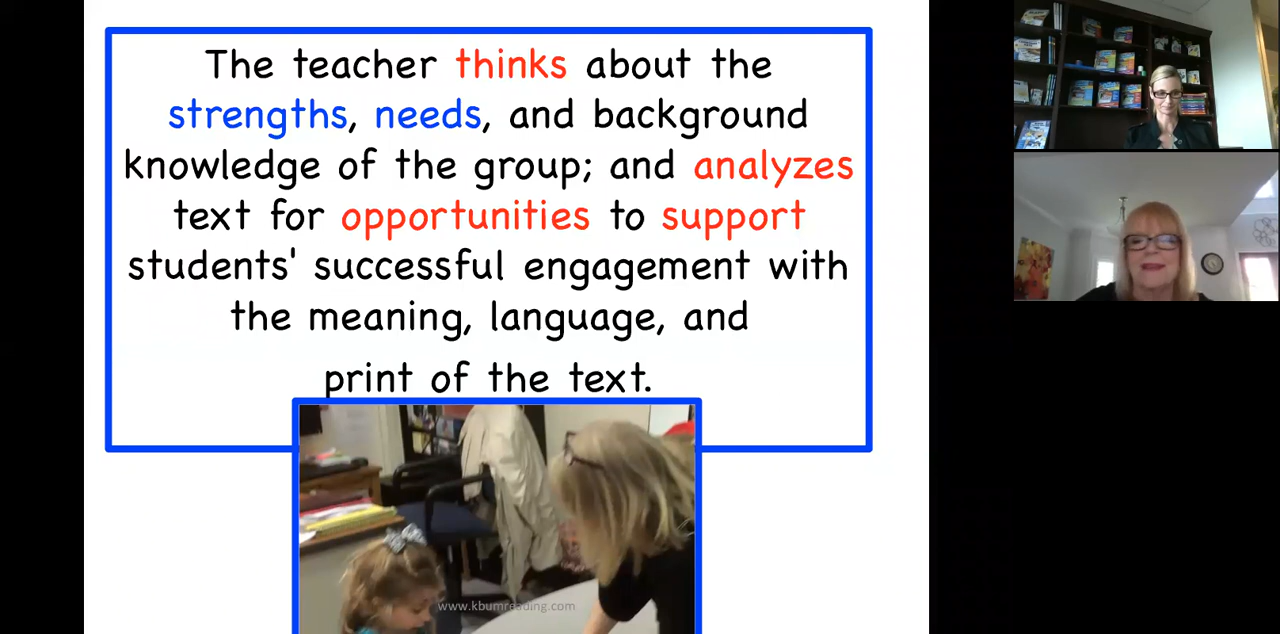 The teacher thinks about the
strengths, needs, and background
knowledge of the group; and analyzes
text for opportunities to support
students' successful engagement with
the meaning, language, and
print of the text.
www.kbumreading.com